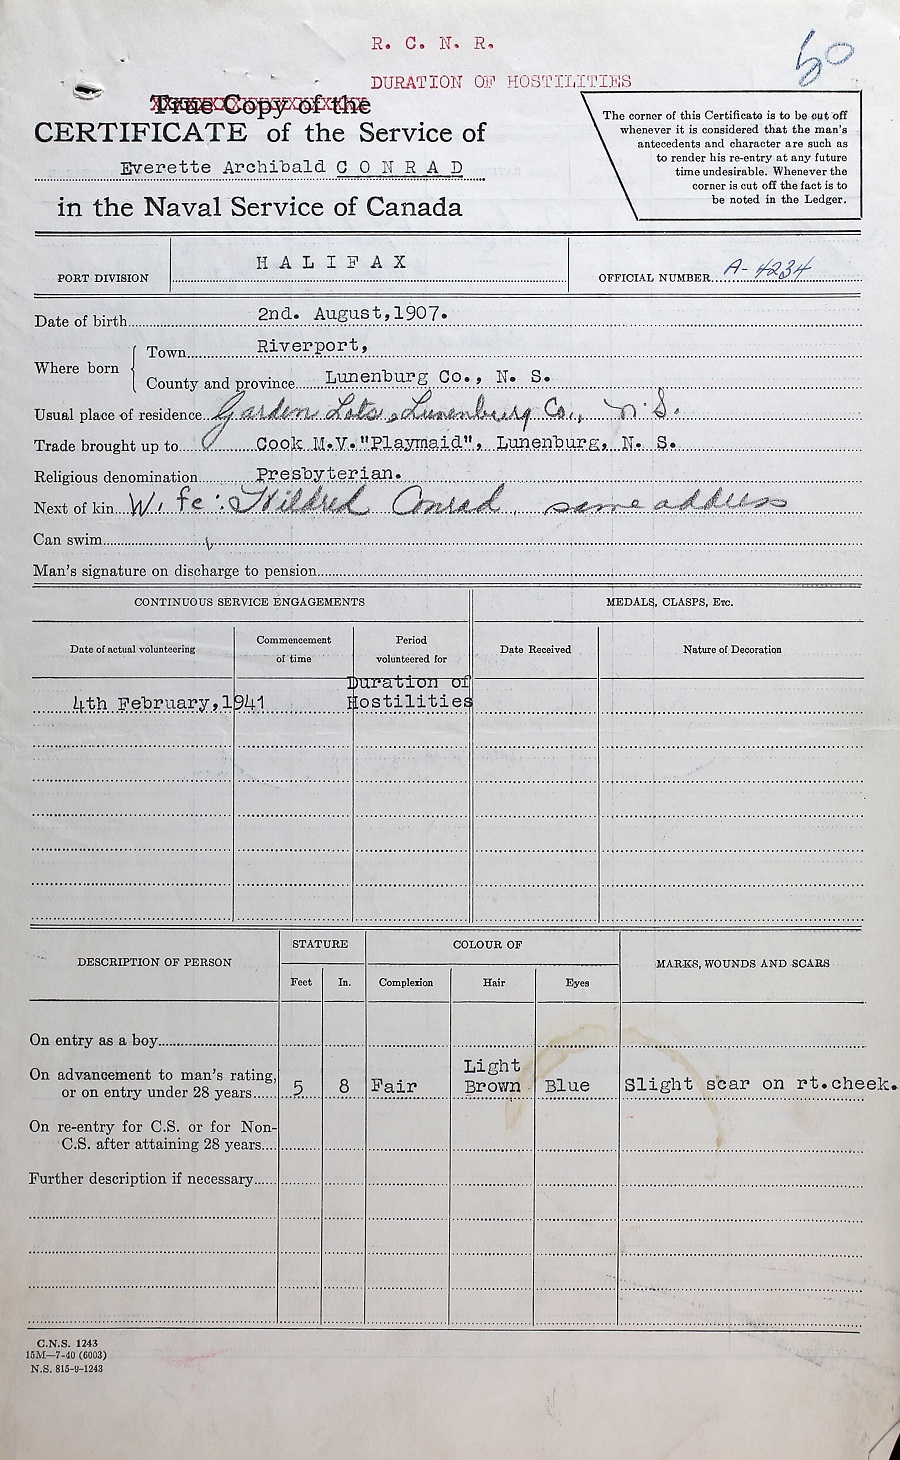 R. C. N. R.
50
DURATION OF HOSTILITIES
True Copy of the
CERTIFICATE of the Service of
Everette Archibald C O N R A D
in the Naval Service of Canada
The corner of this Certificate is to be cut off
whenever it is considered that the man's
antecedents and character are such as
to render his re-entry at any future
time undesirable. Whenever the
corner is cut off the fact is to
be noted in the Ledger.
PORT DIVISION H A L I F A X OFFICIAL NUMBER A-4234
Date of birth 2nd. August,1907.
Where born
Town Riverport,
County and province Lunenburg Co., N. S.
Usual place of residence Garden Lots, Lunenburg Co., N.S.
Trade brought up to Cook M.V."Playmaid", Lunenburg, N. S.
Religious denomination Presbyterian.
Next of kin Wife: Mildred Conrad, same address
Can swim
Man's signature on discharge to pension
CONTINUOUS SERVICE ENGAGEMENTS MEDALS, CLASPS, Etc.
Date of actual volunteering Commencement of time Period volunteered for Date Received Nature of Decoration
Duration of
4th February,1941 Hostilities
DESCRIPTION OF PERSON STATURE COLOUR OF MARKS, WOUNDS AND SCARS
Feet In. Complexion Hair Eyes
On entry as a boy
On advancement to man's rating, Light
or on entry under 28 years 5 8 Fair Brown Blue Slight scar on rt.cheek.
On re-entry for C.S. or for Non-
C.S. after attaining 28 years
Further description if necessary
C.N.S. 1243
15M—7-40 (6003)
N.S. 815-9-1243